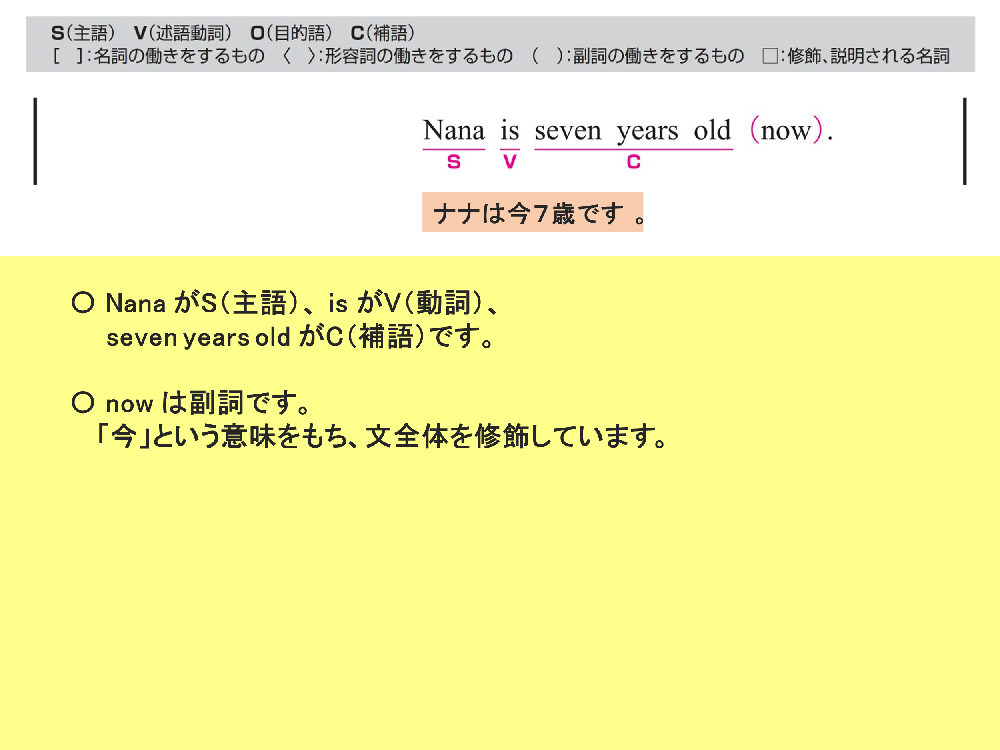 S（主語）　V（述語動詞）　O（目的語）　C（補語）
［　］：名詞の働きをするもの　〈　〉：形容詞の働きをするもの　（　）：副詞の働きをするもの　□：修飾、説明される名詞
Nana is seven years old （now）.
S V C
ナナは今７歳です 。
○ Nana がS（主語）、is がV（動詞）、
seven years old がC（補語）です。
○ now は副詞です。
「今」という意味をもち、文全体を修飾しています。